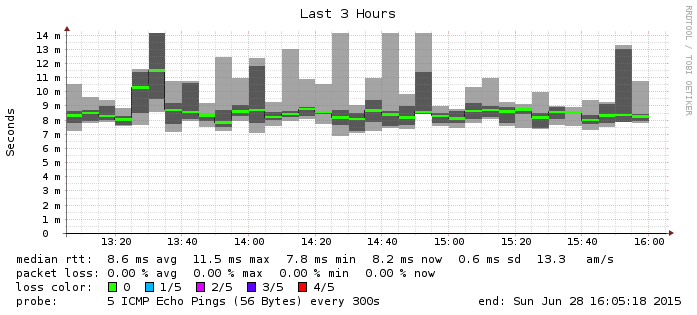 Last 3 Hours
RRDTOOL / TOBI OETIKER
Seconds
14 m
13 m
12 m
11 m
10 m
9 m
8 m
7 m
6 m
5 m
4 m
3 m
2 m
1 m
0
13:20 13:40 14:00 14:20 14:40 15:00 15:20 15:40 16:00
median rtt: 8.6 ms avg 11.5 ms max 7.8 ms min 8.2 ms now 0.6 ms sd 13.3 am/s
packet loss: 0.00 % avg 0.00 % max 0.00 % min 0.00 % now
loss color: 0 1/5 2/5 3/5 4/5
probe: 5 ICMP Echo Pings (56 Bytes) every 300s end: Sun Jun 28 16:05:18 2015